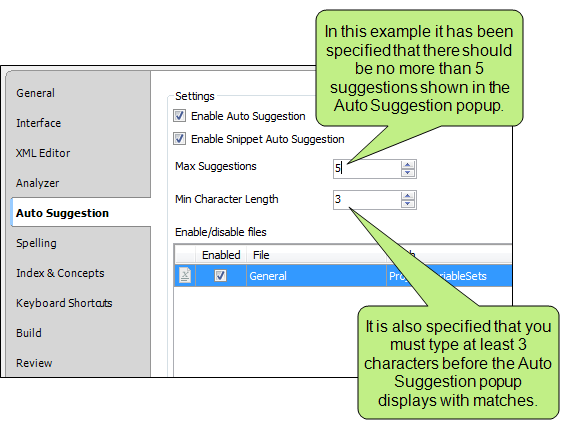 In this example it has been
specified that there should
be no more than 5
suggestions shown in the
Auto Suggestion popup.
General
Interface
XML Editor
Analyzer
Auto Suggestion
Spelling
Index & Concepts
Keyboard Shortcuts
Build
Review
Settings
Enable Auto Suggestion
Enable Snippet Auto Suggestion
Max Suggestions 5
Min Character Length 3
Enable/disable files
Enabled File
General
It is also specified that you
must type at least 3
characters before the Auto
Suggestion popup
displays with matches.